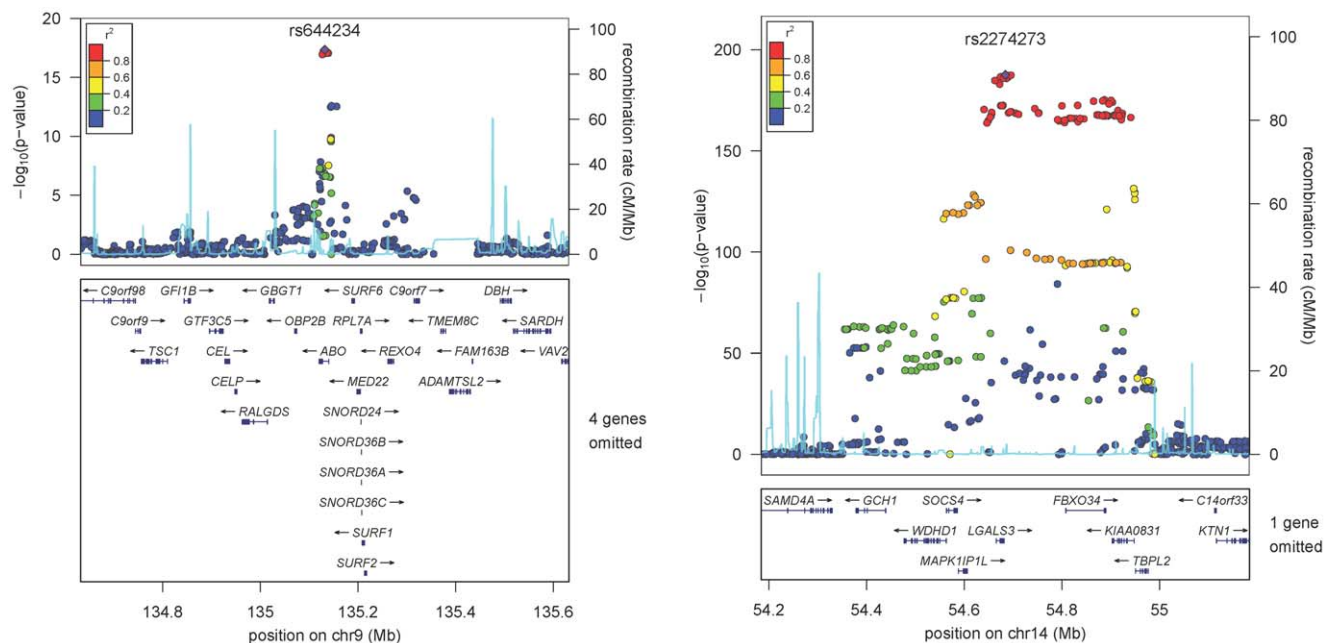 rs644234
r²
0.8
0.6
0.4
0.2
20
15
10
5
0
−log₁₀(p−value)
100
80
60
40
20
0
recombination rate (cM/Mb)
← C9orf98
GFI1B →
← GBGT1
← SURF6
C9orf7 →
DBH →
C9orf9 →
GTF3C5 →
← OBP2B
RPL7A →
← TMEM8C
← SARDH
← TSC1
CEL →
← ABO
← REXO4
← FAM163B
← VAV2
CELP →
← MED22
ADAMTSL2 →
← RALGDS
SNORD24 →
SNORD36B →
SNORD36A →
SNORD36C →
← SURF1
SURF2 →
4 genes
omitted
134.8
135
135.2
135.4
135.6
position on chr9 (Mb)
rs2274273
r²
0.8
0.6
0.4
0.2
200
150
100
50
0
−log₁₀(p−value)
100
80
60
40
20
0
recombination rate (cM/Mb)
SAMD4A →
← GCH1
SOCS4 →
FBXO34 →
← C14orf33
← WDHD1
LGALS3 →
← KIAA0831
KTN1 →
MAPK1IP1L →
← TBPL2
1 gene
omitted
54.2
54.4
54.6
54.8
55
position on chr14 (Mb)